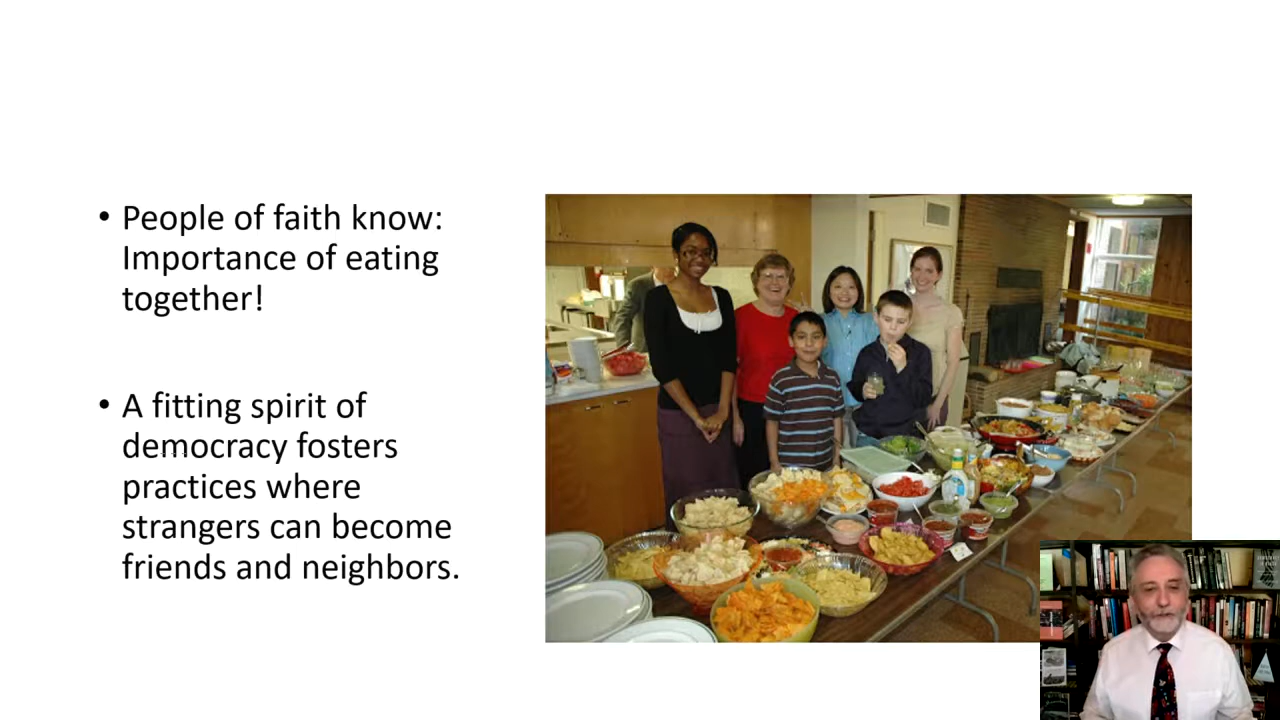 • People of faith know:
Importance of eating
together!
• A fitting spirit of
democracy fosters
practices where
strangers can become
friends and neighbors.